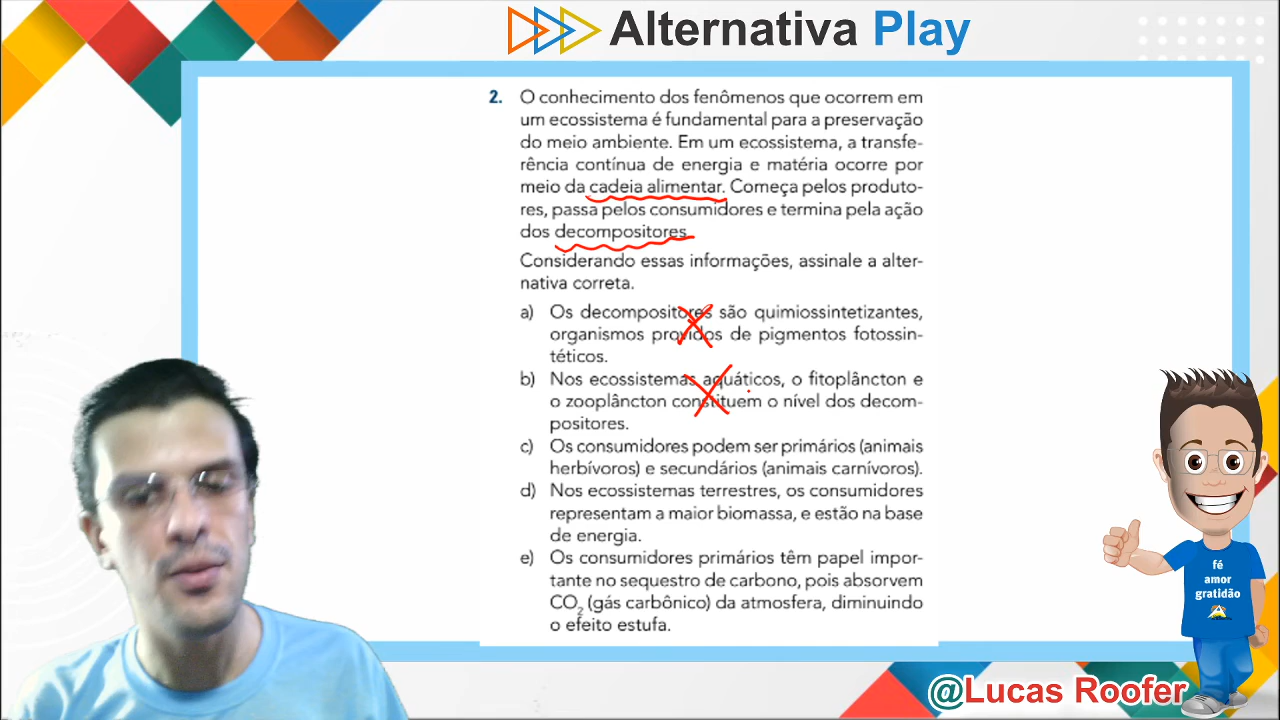 Alternativa Play
2. O conhecimento dos fenômenos que ocorrem em
um ecossistema é fundamental para a preservação
do meio ambiente. Em um ecossistema, a transfe-
rência contínua de energia e matéria ocorre por
meio da cadeia alimentar. Começa pelos produto-
res, passa pelos consumidores e termina pela ação
dos decompositores.
Considerando essas informações, assinale a alter-
nativa correta.
a) Os decompositores são quimiossintetizantes,
organismos providos de pigmentos fotossin-
téticos.
b) Nos ecossistemas aquáticos, o fitoplâncton e
o zooplâncton constituem o nível dos decom-
positores.
c) Os consumidores podem ser primários (animais
herbívoros) e secundários (animais carnívoros).
d) Nos ecossistemas terrestres, os consumidores
representam a maior biomassa, e estão na base
de energia.
e) Os consumidores primários têm papel impor-
tante no sequestro de carbono, pois absorvem
CO2 (gás carbônico) da atmosfera, diminuindo
o efeito estufa.
fé
amor
gratidão
@Lucas Roofer